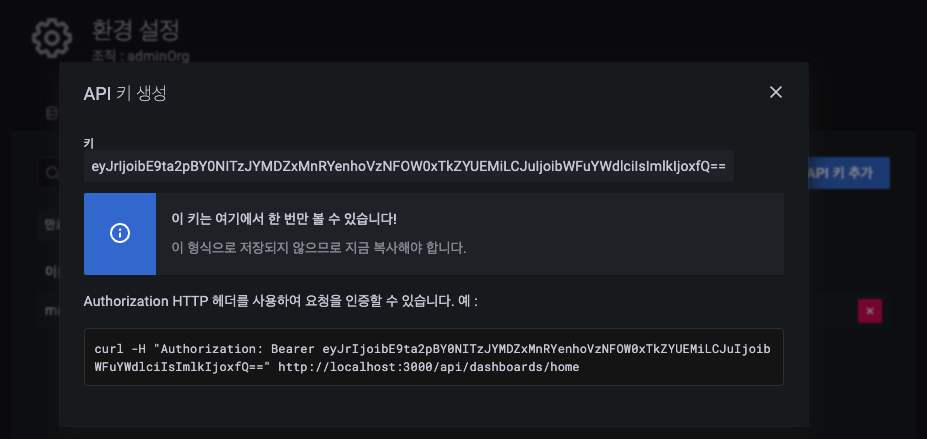 환경 설정
조직 : adminOrg
API 키 생성
키
eyJrIjoibE9ta2pBY0NITzJYMDZxMnRYenhoVzNFOW0xTkZYUEMiLCJuIjoibWFuYWdlciIsImlkIjoxfQ==
API 키 추가
이 키는 여기에서 한 번만 볼 수 있습니다!
이 형식으로 저장되지 않으므로 지금 복사해야 합니다.
Authorization HTTP 헤더를 사용하여 요청을 인증할 수 있습니다. 예 :
curl -H "Authorization: Bearer eyJrIjoibE9ta2pBY0NITzJYMDZxMnRYenhoVzNFOW0xTkZYUEMiLCJuIjoib
WFuYWdlciIsImlkIjoxfQ==" http://localhost:3000/api/dashboards/home